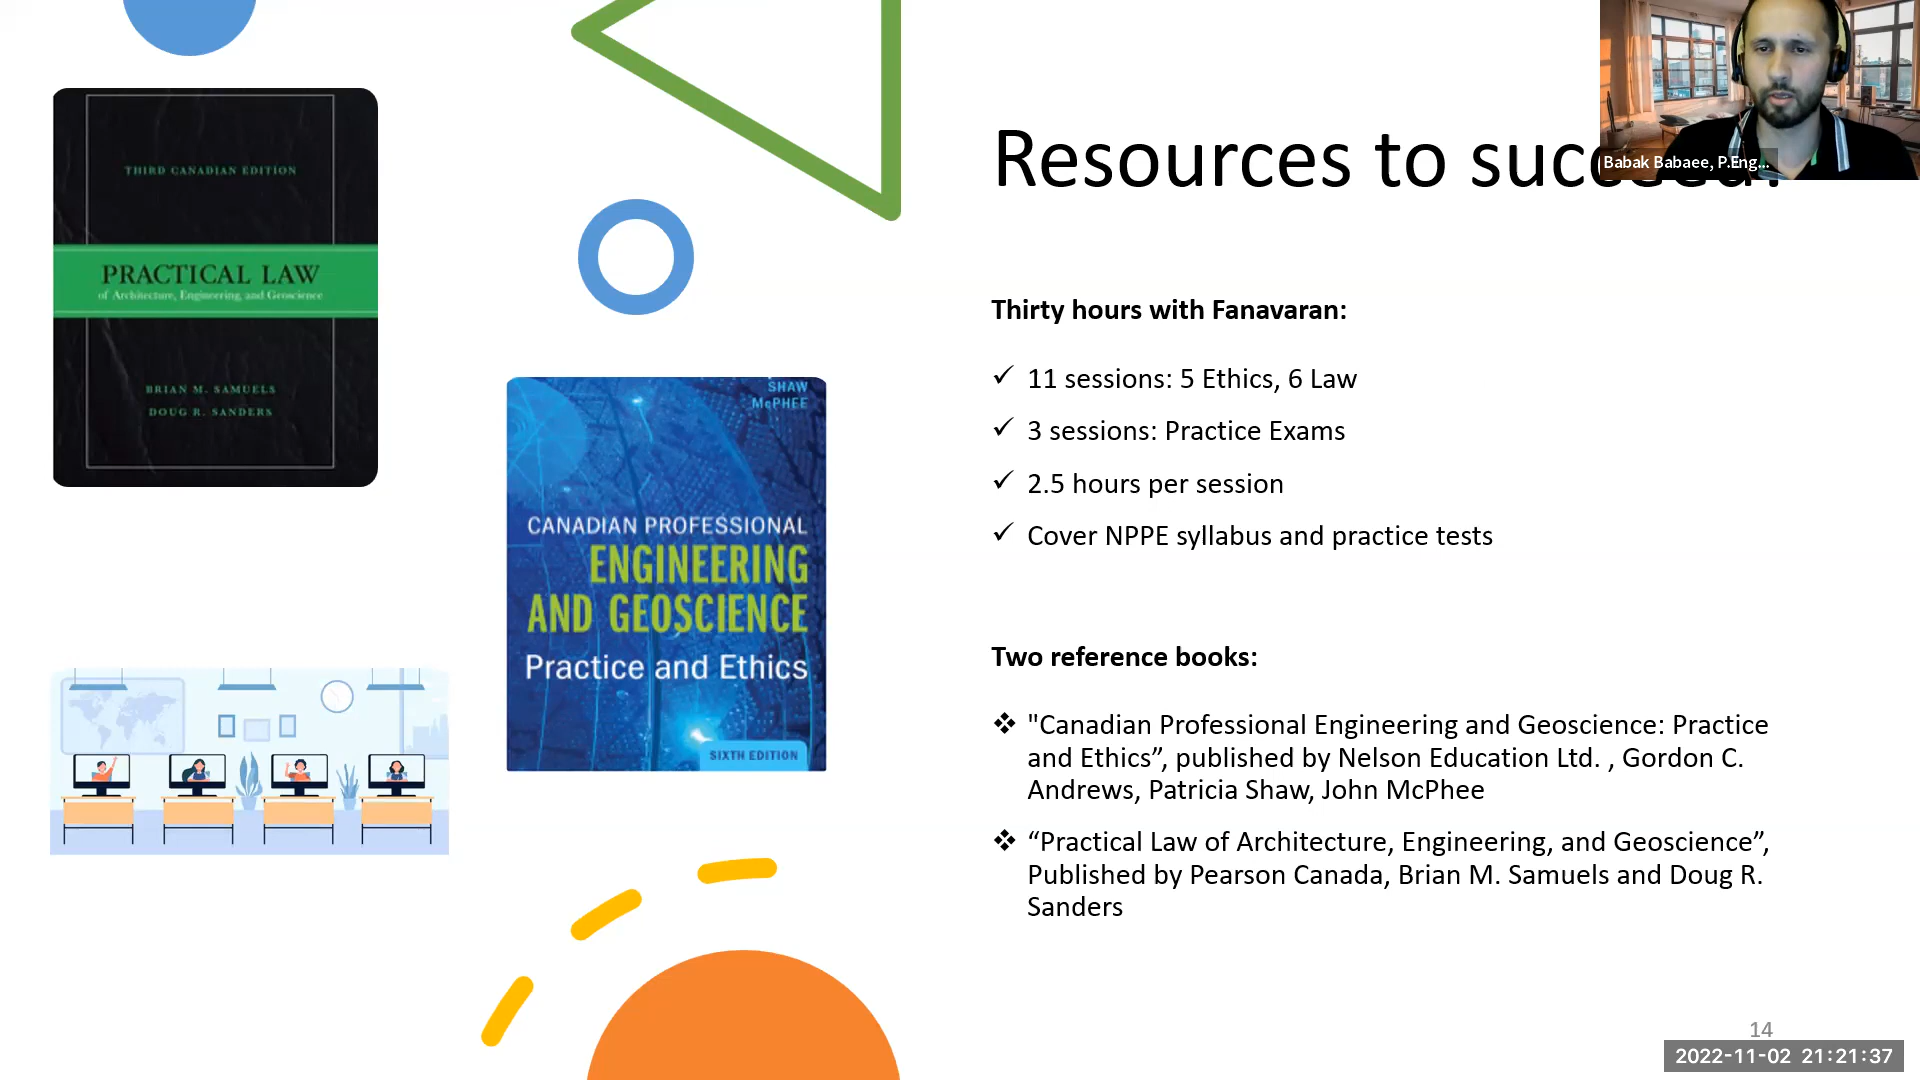 THIRD CANADIAN EDITION
PRACTICAL LAW
of Architecture, Engineering, and Geoscience
BRIAN M. SAMUELS
DOUG R. SANDERS
SHAW
McPHEE
CANADIAN PROFESSIONAL
ENGINEERING
AND GEOSCIENCE
Practice and Ethics
SIXTH EDITION
Resources to succeed!
Babak Babaee, P.Eng...
Thirty hours with Fanavaran:
✓ 11 sessions: 5 Ethics, 6 Law
✓ 3 sessions: Practice Exams
✓ 2.5 hours per session
✓ Cover NPPE syllabus and practice tests
Two reference books:
❖ "Canadian Professional Engineering and Geoscience: Practice
and Ethics”, published by Nelson Education Ltd. , Gordon C.
Andrews, Patricia Shaw, John McPhee
❖ “Practical Law of Architecture, Engineering, and Geoscience”,
Published by Pearson Canada, Brian M. Samuels and Doug R.
Sanders
14
2022-11-02 21:21:37